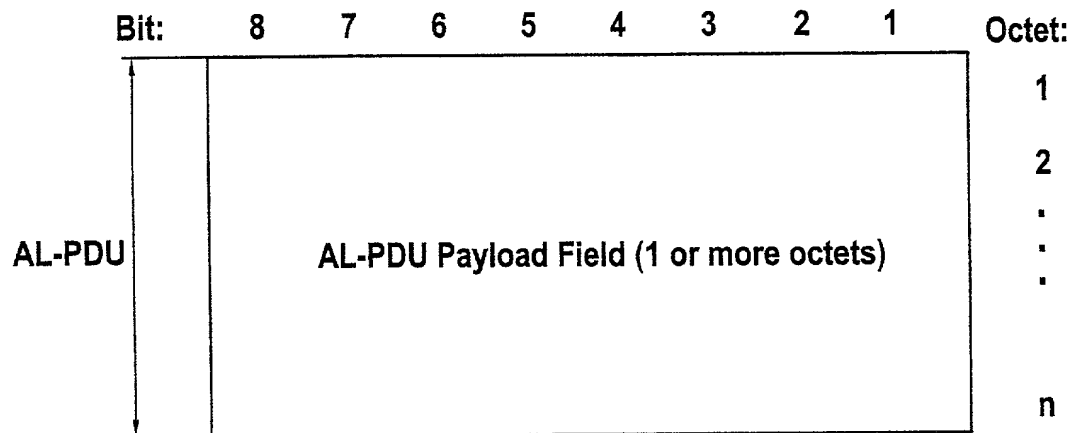 Bit: 8 7 6 5 4 3 2 1 Octet:
1
2
.
.
.
AL-PDU AL-PDU Payload Field (1 or more octets)
n